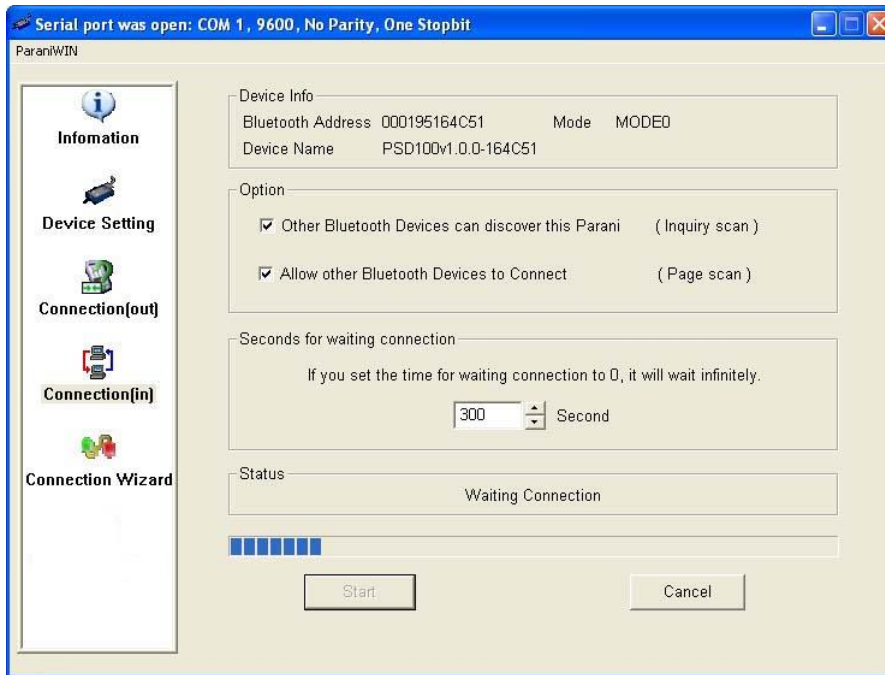 Serial port was open: COM 1, 9600, No Parity, One Stopbit
ParaniWIN
Infomation
Device Setting
Connection(out)
Connection(in)
Connection Wizard
Device Info
Bluetooth Address 000195164C51 Mode MODE0
Device Name PSD100v1.0.0-164C51
Option
Other Bluetooth Devices can discover this Parani ( Inquiry scan )
Allow other Bluetooth Devices to Connect ( Page scan )
Seconds for waiting connection
If you set the time for waiting connection to 0, it will wait infinitely.
300 Second
Status
Waiting Connection
Start Cancel